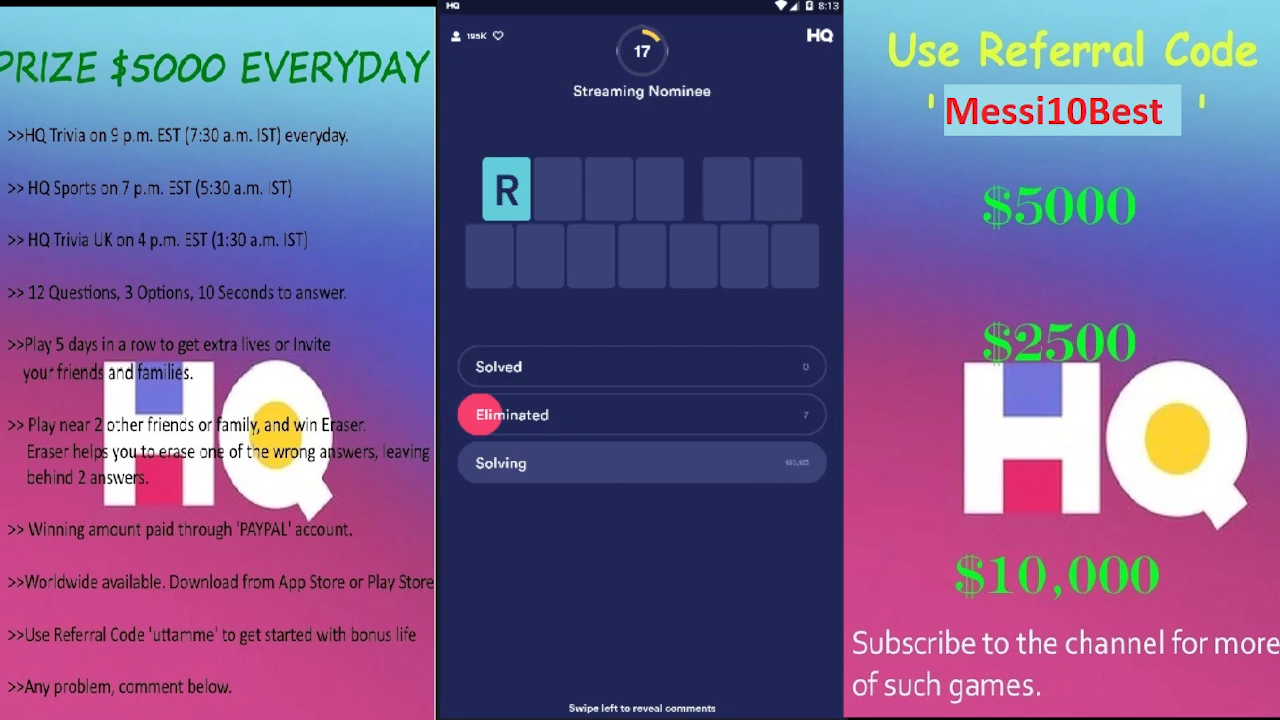 PRIZE $5000 EVERYDAY
>>HQ Trivia on 9 p.m. EST (7:30 a.m. IST) everyday.
>> HQ Sports on 7 p.m. EST (5:30 a.m. IST)
>> HQ Trivia UK on 4 p.m. EST (1:30 a.m. IST)
>> 12 Questions, 3 Options, 10 Seconds to answer.
>>Play 5 days in a row to get extra lives or Invite
your friends and families.
>> Play near 2 other friends or family, and win Eraser.
Eraser helps you to erase one of the wrong answers, leaving
behind 2 answers.
>> Winning amount paid through 'PAYPAL' account.
>>Worldwide available. Download from App Store or Play Store
>>Use Referral Code 'uttamme' to get started with bonus life
>>Any problem, comment below.
HQ
HQ
8:13
195K
17
HQ
Streaming Nominee
R
Solved 0
Eliminated 7
Solving
Swipe left to reveal comments
Use Referral Code
' Messi10Best '
$5000
$2500
HQ
$10,000
Subscribe to the channel for more
of such games.